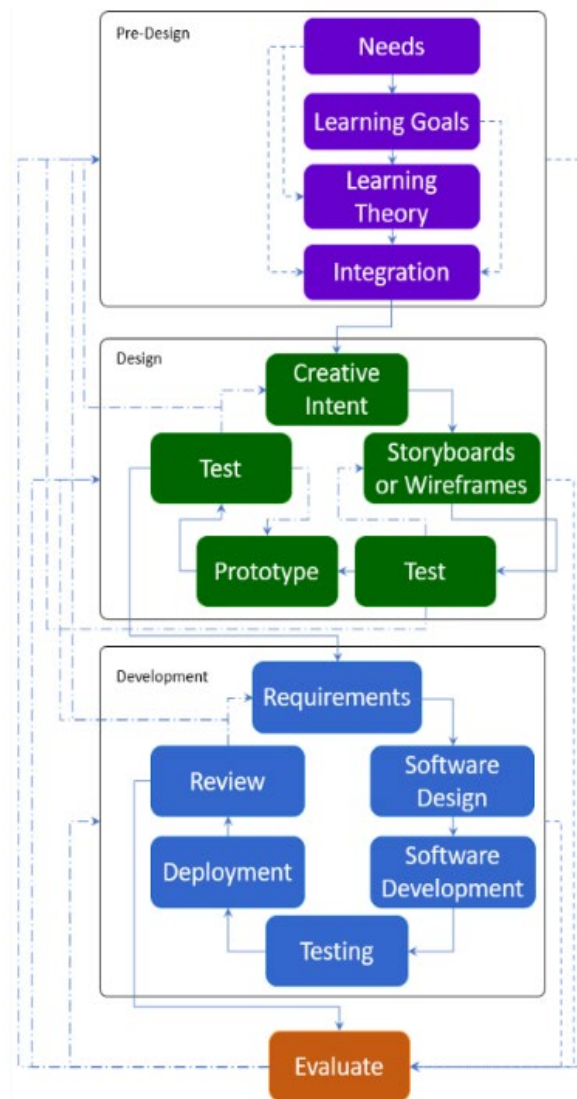 Pre-Design
Needs
Learning Goals
Learning
Theory
Integration
Design
Creative
Intent
Test
Storyboards
or Wireframes
Prototype
Test
Development
Requirements
Review
Software
Design
Deployment
Software
Development
Testing
Evaluate